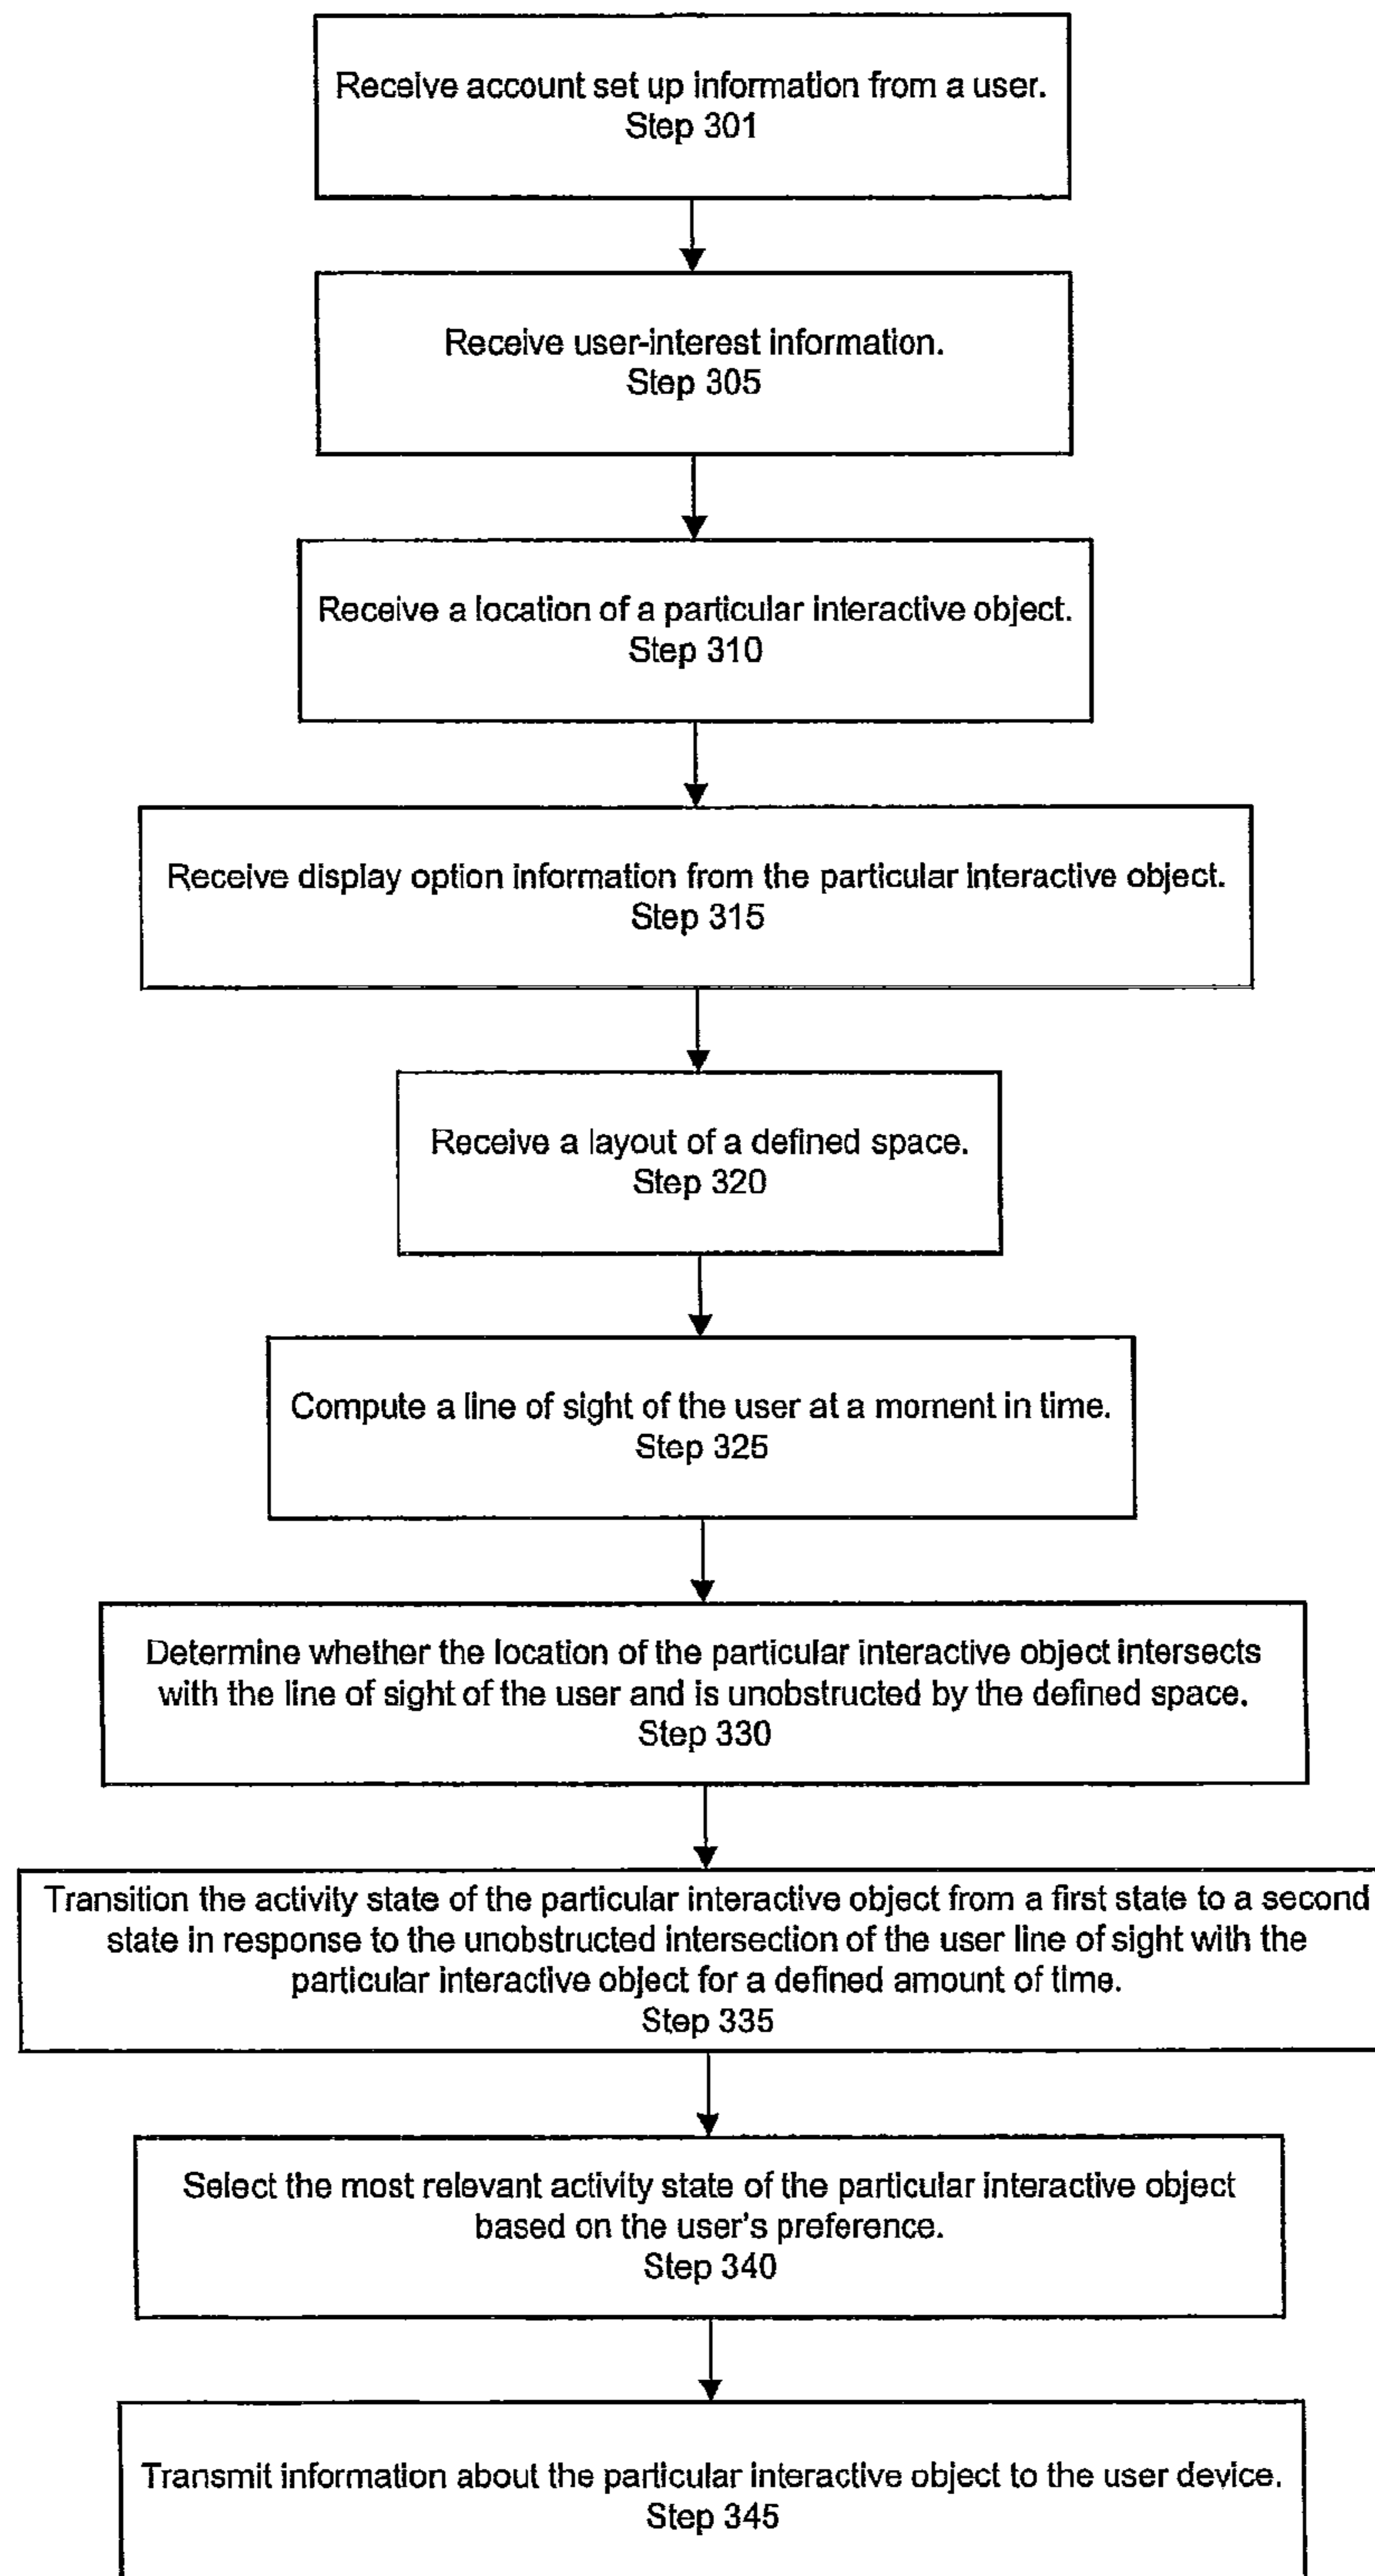 Receive account set up information from a user.
Step 301
Receive user-interest information.
Step 305
Receive a location of a particular interactive object.
Step 310
Receive display option information from the particular interactive object.
Step 315
Receive a layout of a defined space.
Step 320
Compute a line of sight of the user at a moment in time.
Step 325
Determine whether the location of the particular interactive object intersects
with the line of sight of the user and is unobstructed by the defined space.
Step 330
Transition the activity state of the particular interactive object from a first state to a second
state in response to the unobstructed intersection of the user line of sight with the
particular interactive object for a defined amount of time.
Step 335
Select the most relevant activity state of the particular interactive object
based on the user's preference.
Step 340
Transmit information about the particular interactive object to the user device.
Step 345